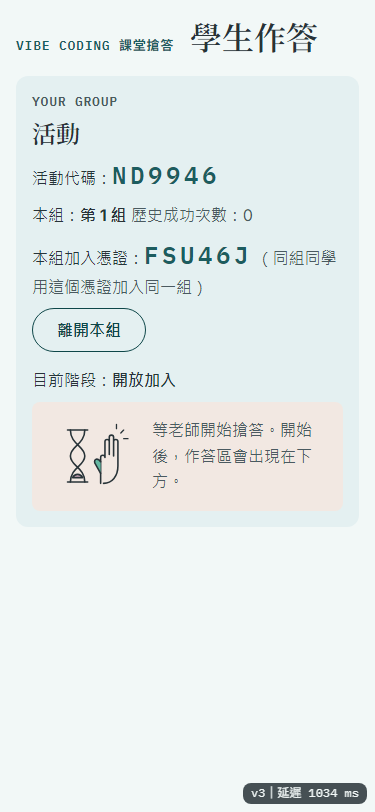 VIBE CODING 課堂搶答 學生作答
YOUR GROUP
活動
活動代碼：ND9946
本組：第 1 組 歷史成功次數：0
本組加入憑證：FSU46J （同組同學
用這個憑證加入同一組）
離開本組
目前階段：開放加入
等老師開始搶答。開始
後，作答區會出現在下
方。
v3｜延遲 1034 ms